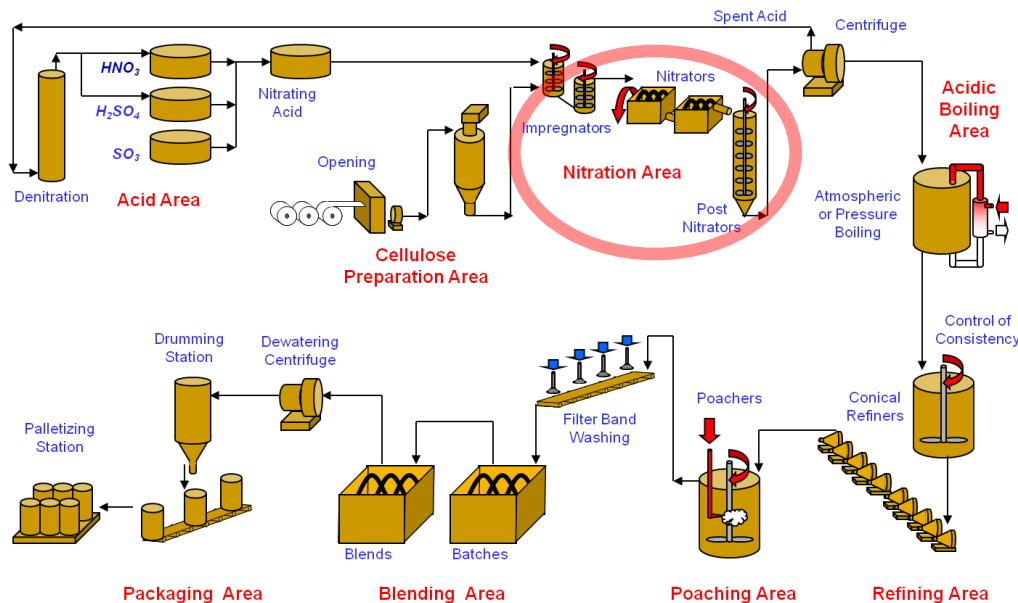 Spent Acid
Centrifuge
HNO3
H2SO4
SO3
Nitrating
Acid
Denitration
Acid Area
Opening
Cellulose
Preparation Area
Impregnators
Nitrators
Nitration Area
Post
Nitrators
Acidic
Boiling
Area
Atmospheric
or Pressure
Boiling
Control of
Consistency
Conical
Refiners
Refining Area
Poachers
Poaching Area
Filter Band
Washing
Batches
Blends
Blending Area
Dewatering
Centrifuge
Drumming
Station
Palletizing
Station
Packaging Area